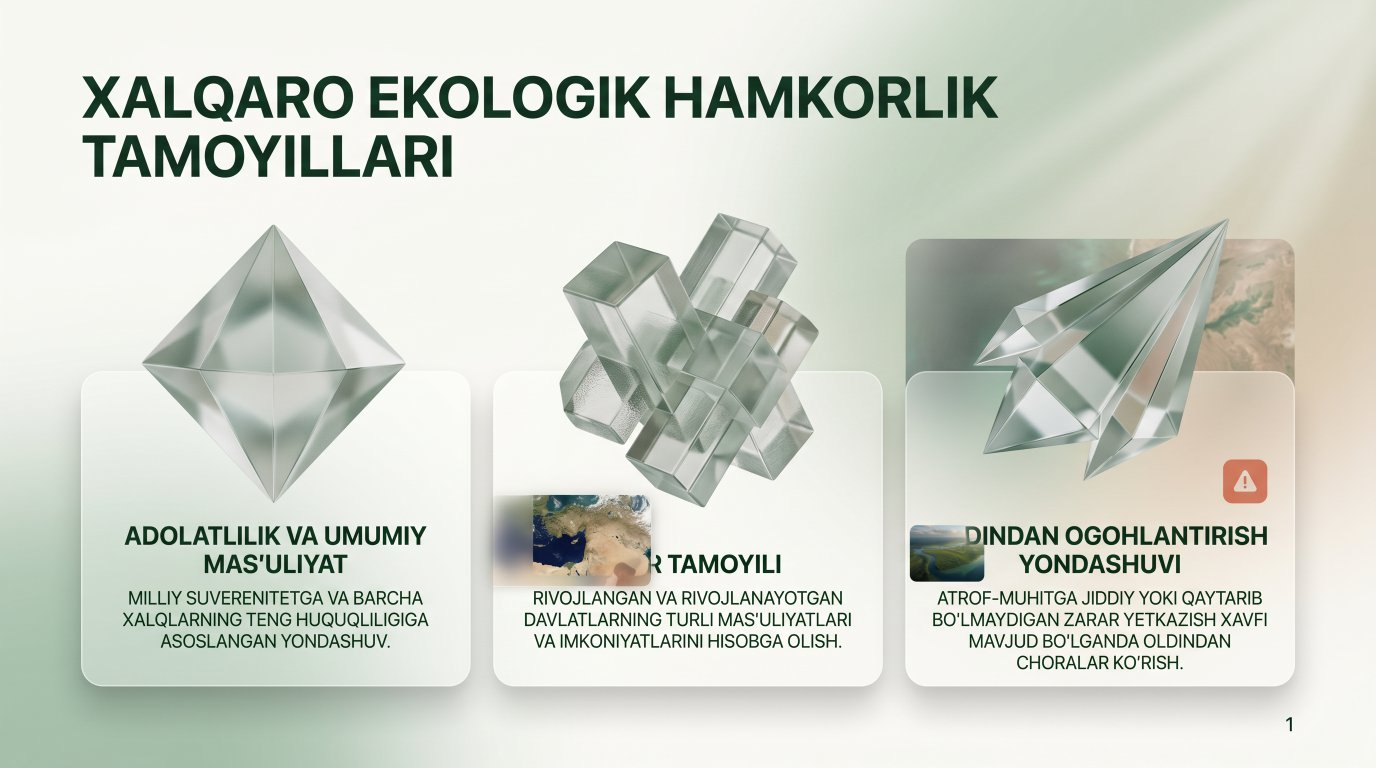 XALQARO EKOLOGIK HAMKORLIK
TAMOYILLARI
ADOLATLILIK VA UMUMIY
MAS'ULIYAT
MILLIY SUVERENITETGA VA BARCHA
XALQLARNING TENG HUQUQLILIGIGA
ASOSLANGAN YONDASHUV.
TAMOYILI
RIVOJLANGAN VA RIVOJLANAYOTGAN
DAVLATLARNING TURLI MAS'ULIYATLARI
VA IMKONIYATLARINI HISOBGA OLISH.
DINDAN OGOHLANTIRISH
YONDASHUVI
ATROF-MUHITGA JIDDIY YOKI QAYTARIB
BO'LMAYDIGAN ZARAR YETKAZISH XAVFI
MAVJUD BO'LGANDA OLDINDAN
CHORALAR KO‘RISH.
1